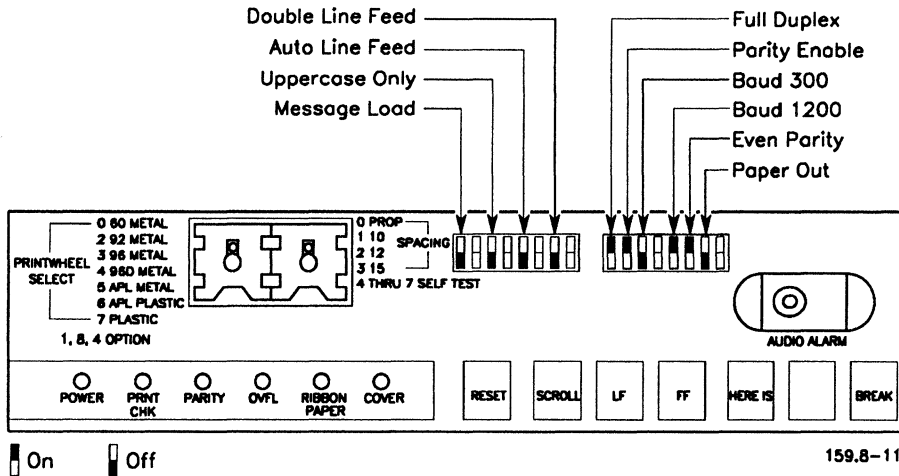 Double Line Feed
Auto Line Feed
Uppercase Only
Message Load
Full Duplex
Parity Enable
Baud 300
Baud 1200
Even Parity
Paper Out
PRINTWHEEL
SELECT
0 60 METAL
2 92 METAL
3 96 METAL
4 96D METAL
5 APL METAL
6 APL PLASTIC
7 PLASTIC
1, 8, 4 OPTION
0 PROP
1 10
2 12
3 15
SPACING
4 THRU 7 SELF TEST
AUDIO ALARM
POWER
PRNT
CHK
PARITY
OVFL
RIBBON
PAPER
COVER
RESET
SCROLL
LF
FF
HERE IS
BREAK
On
Off
159,8-11